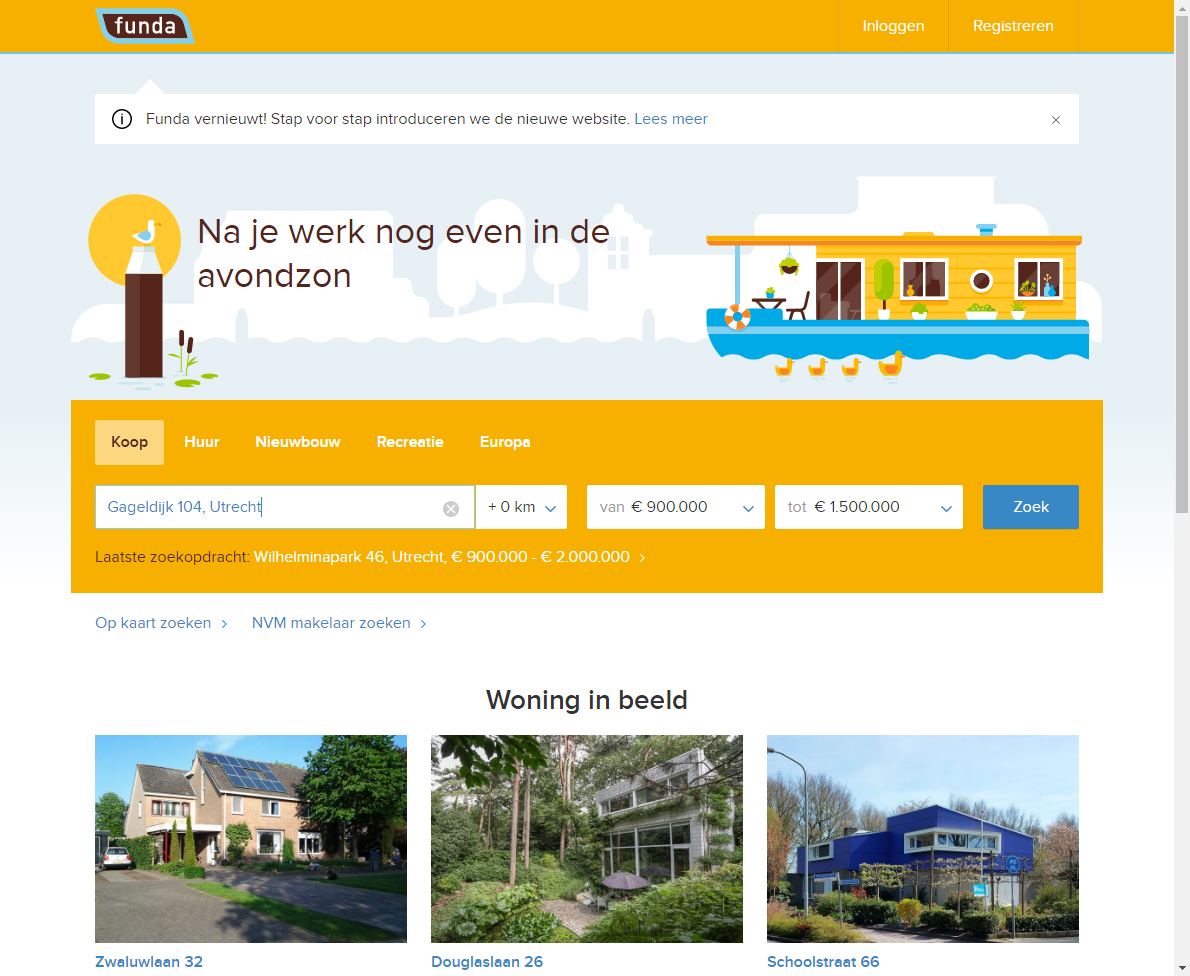 funda
Inloggen
Registreren
Funda vernieuwt! Stap voor stap introduceren we de nieuwe website. Lees meer
Na je werk nog even in de
avondzon
Koop
Huur
Nieuwbouw
Recreatie
Europa
Gageldijk 104, Utrecht
+ 0 km
van € 900.000
tot € 1.500.000
Zoek
Laatste zoekopdracht: Wilhelminapark 46, Utrecht, € 900.000 - € 2.000.000
Op kaart zoeken
NVM makelaar zoeken
Woning in beeld
Zwaluwlaan 32
Douglaslaan 26
Schoolstraat 66